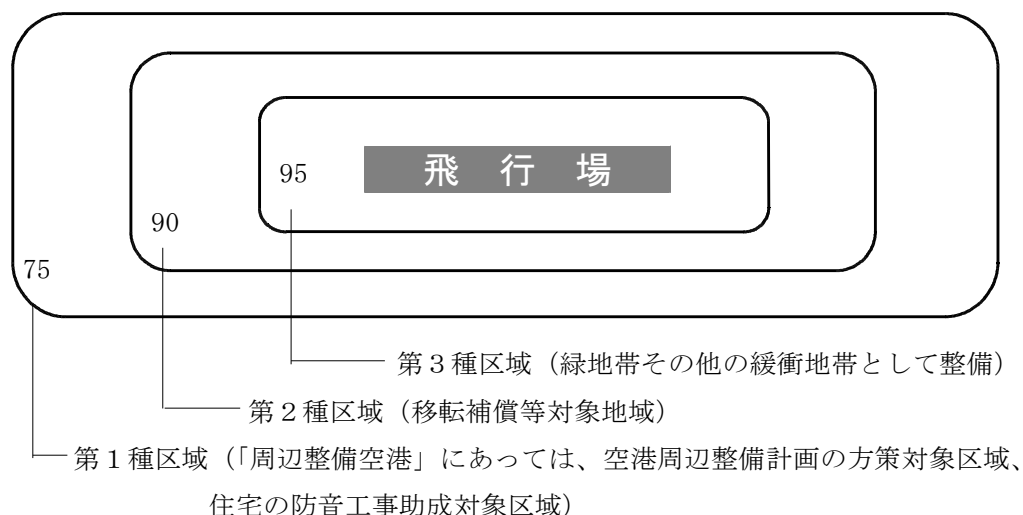 飛 行 場
95
90
75
第３種区域（緑地帯その他の緩衝地帯として整備）
第２種区域（移転補償等対象地域）
第１種区域（「周辺整備空港」にあっては、空港周辺整備計画の方策対象区域、
住宅の防音工事助成対象区域）